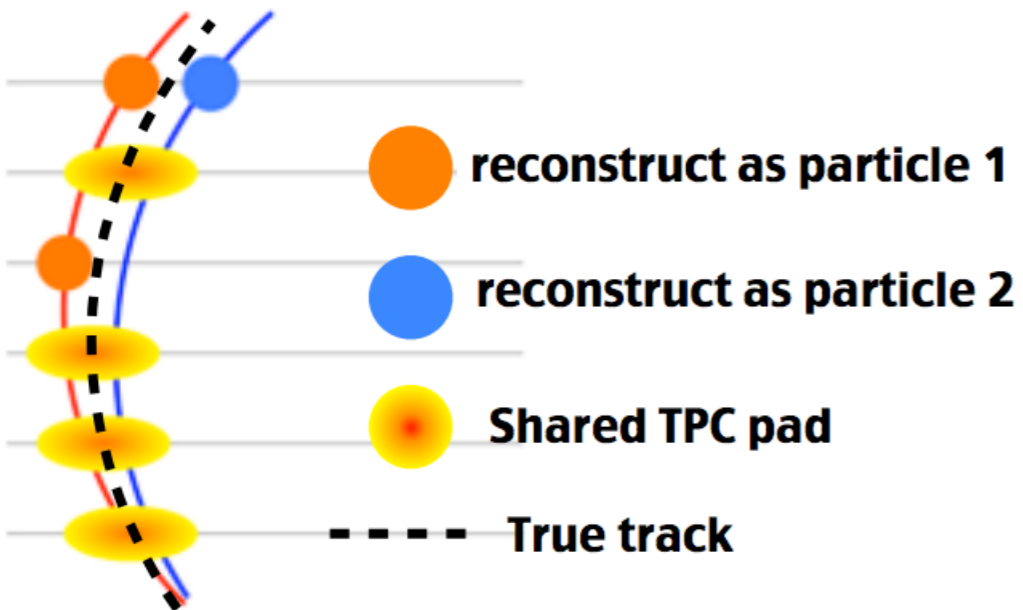 reconstruct as particle 1
reconstruct as particle 2
Shared TPC pad
True track